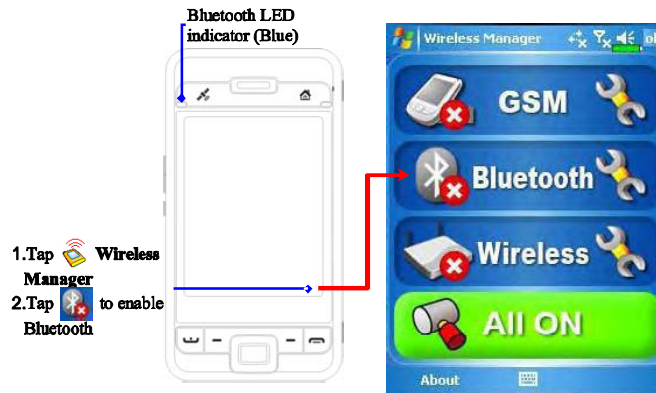 Bluetooth LED
indicator (Blue)
1.Tap Wireless
Manager
2.Tap to enable
Bluetooth
Wireless Manager
GSM
Bluetooth
Wireless
All ON
About